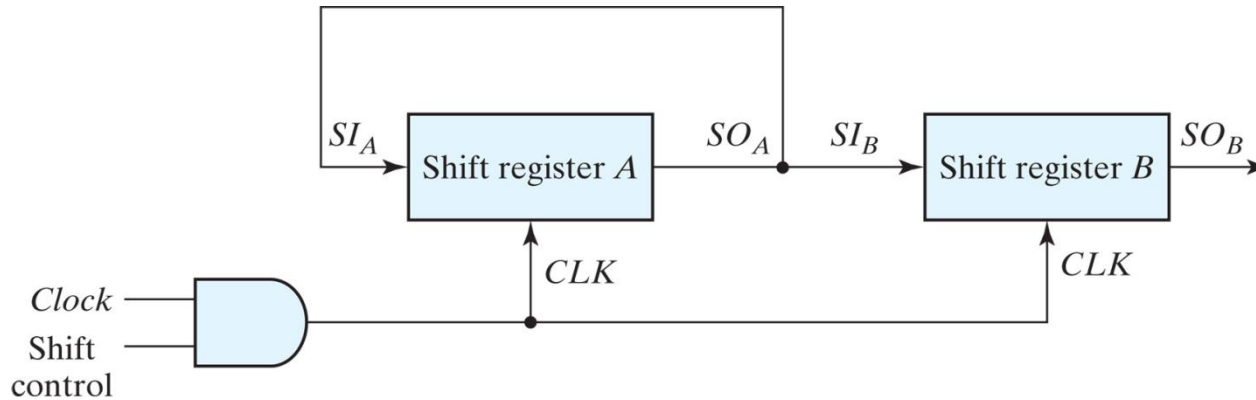 SI_A
Shift register A
SO_A
SI_B
Shift register B
SO_B
CLK
CLK
Clock
Shift
control